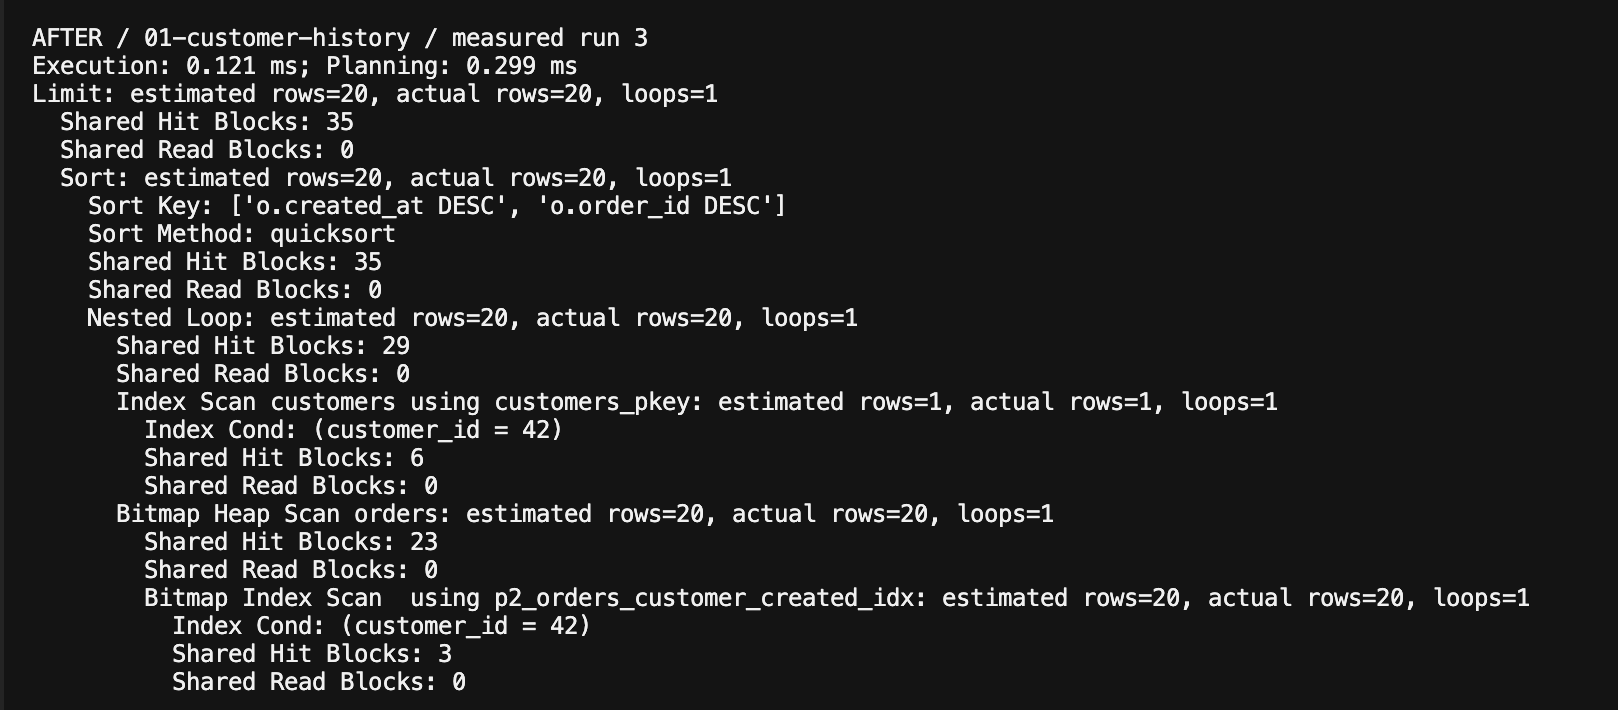 AFTER / 01-customer-history / measured run 3
Execution: 0.121 ms; Planning: 0.299 ms
Limit: estimated rows=20, actual rows=20, loops=1
Shared Hit Blocks: 35
Shared Read Blocks: 0
Sort: estimated rows=20, actual rows=20, loops=1
Sort Key: ['o.created_at DESC', 'o.order_id DESC']
Sort Method: quicksort
Shared Hit Blocks: 35
Shared Read Blocks: 0
Nested Loop: estimated rows=20, actual rows=20, loops=1
Shared Hit Blocks: 29
Shared Read Blocks: 0
Index Scan customers using customers_pkey: estimated rows=1, actual rows=1, loops=1
Index Cond: (customer_id = 42)
Shared Hit Blocks: 6
Shared Read Blocks: 0
Bitmap Heap Scan orders: estimated rows=20, actual rows=20, loops=1
Shared Hit Blocks: 23
Shared Read Blocks: 0
Bitmap Index Scan  using p2_orders_customer_created_idx: estimated rows=20, actual rows=20, loops=1
Index Cond: (customer_id = 42)
Shared Hit Blocks: 3
Shared Read Blocks: 0